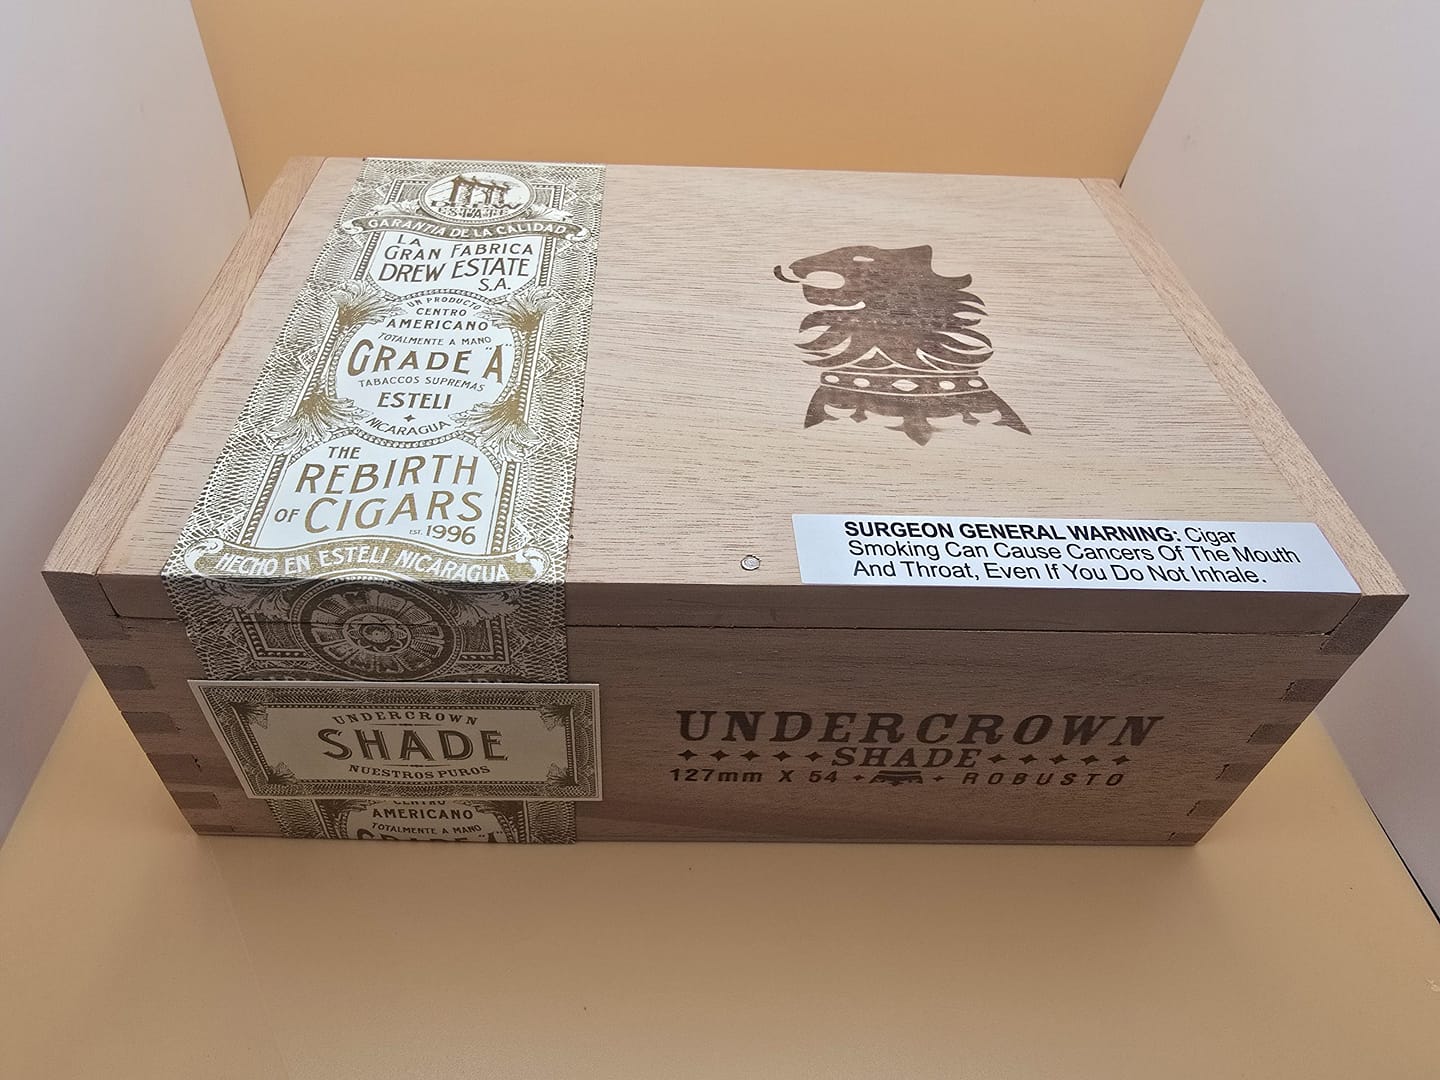 DREW
ESTATE
GARANTIA DE LA CALIDAD
LA
GRAN FABRICA
DREW ESTATE
S.A.
UN PRODUCTO
CENTRO
AMERICANO
TOTALMENTE A MANO
GRADE "A"
TABACCOS SUPREMAS
ESTELI
NICARAGUA
THE
REBIRTH
OF CIGARS
EST. 1996
HECHO EN ESTELI NICARAGUA
SURGEON GENERAL WARNING: Cigar
Smoking Can Cause Cancers Of The Mouth
And Throat, Even If You Do Not Inhale.
UNDERCROWN
SHADE
NUESTROS PUROS
CENTRO
AMERICANO
TOTALMENTE A MANO
GRADE "A"
UNDERCROWN
SHADE
127mm X 54 ROBUSTO